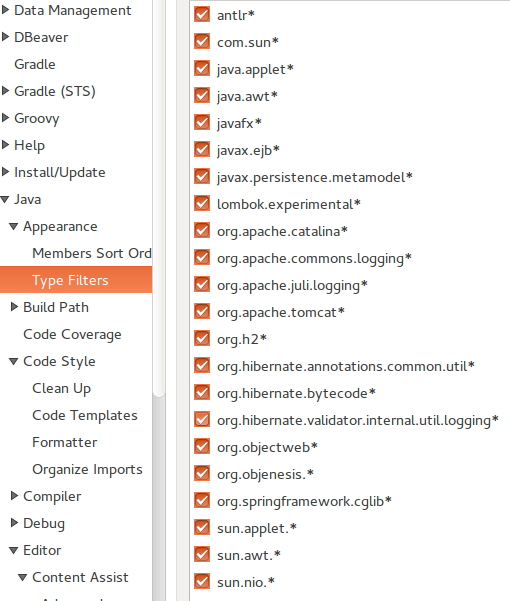 Data Management
DBeaver
Gradle
Gradle (STS)
Groovy
Help
Install/Update
Java
Appearance
Members Sort Ord
Type Filters
Build Path
Code Coverage
Code Style
Clean Up
Code Templates
Formatter
Organize Imports
Compiler
Debug
Editor
Content Assist
antlr*
com.sun*
java.applet*
java.awt*
javafx*
javax.ejb*
javax.persistence.metamodel*
lombok.experimental*
org.apache.catalina*
org.apache.commons.logging*
org.apache.juli.logging*
org.apache.tomcat*
org.h2*
org.hibernate.annotations.common.util*
org.hibernate.bytecode*
org.hibernate.validator.internal.util.logging*
org.objectweb*
org.objenesis.*
org.springframework.cglib*
sun.applet.*
sun.awt.*
sun.nio.*